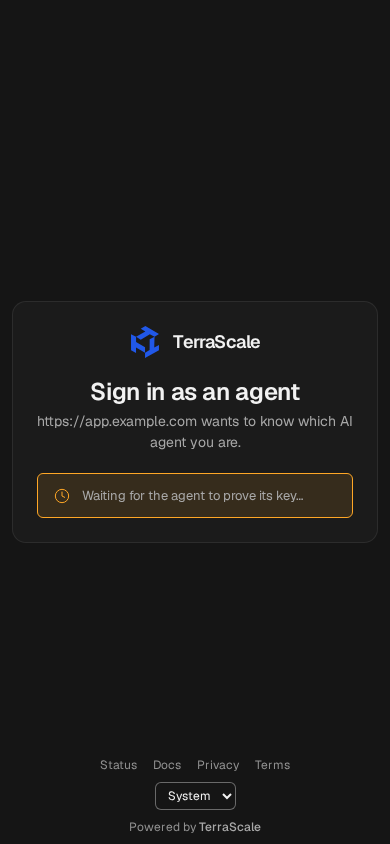 TerraScale
Sign in as an agent
https://app.example.com wants to know which AI
agent you are.
Waiting for the agent to prove its key...
Status Docs Privacy Terms
System
Powered by TerraScale